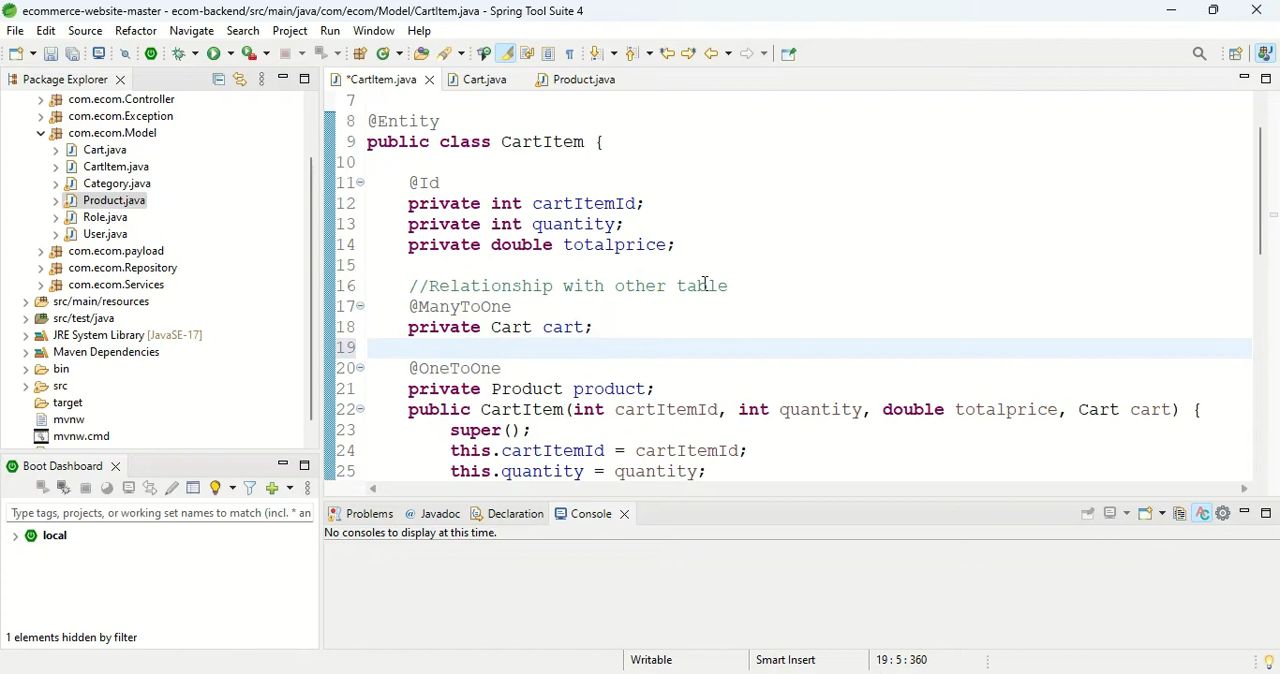 ecommerce-website-master - ecom-backend/src/main/java/com/ecom/Model/CartItem.java - Spring Tool Suite 4
File Edit Source Refactor Navigate Search Project Run Window Help
Package Explorer
*CartItem.java Cart.java Product.java
com.ecom.Controller
com.ecom.Exception
com.ecom.Model
Cart.java
CartItem.java
Category.java
Product.java
Role.java
User.java
com.ecom.payload
com.ecom.Repository
com.ecom.Services
src/main/resources
src/test/java
JRE System Library [JavaSE-17]
Maven Dependencies
bin
src
target
mvnw
mvnw.cmd
7
8 @Entity
9 public class CartItem {
10
11 @Id
12 private int cartItemId;
13 private int quantity;
14 private double totalprice;
15
16 //Relationship with other table
17 @ManyToOne
18 private Cart cart;
19
20 @OneToOne
21 private Product product;
22 public CartItem(int cartItemId, int quantity, double totalprice, Cart cart) {
23 super();
24 this.cartItemId = cartItemId;
25 this.quantity = quantity;
Boot Dashboard
Type tags, projects, or working set names to match (incl. * an
local
1 elements hidden by filter
Problems @ Javadoc Declaration Console
No consoles to display at this time.
Writable Smart Insert 19 : 5 : 360